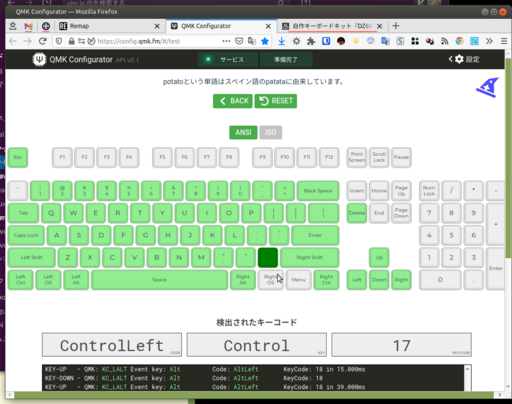 QMK Configurator — Mozilla Firefox
Remap
QMK Configurator
自作キーボードキット「DZ60
https://config.qmk.fm/#/test
QMK Configurator API v0.1
サービス
準備完了
設定
potatoという単語はスペイン語のpatataに由来しています。
BACK
RESET
ANSI
ISO
Esc F1 F2 F3 F4 F5 F6 F7 F8 F9 F10 F11 F12 Print Screen Scroll Lock Pause
1 @ 2 # 3 $ 4 % 5 6 & 7 * 8 ( 9 ) 0 Back Space Insert Home Page Up Num Lock / * -
Tab Q W E R T Y U I O P Delete End Page Down 7 8 9 +
Caps Lock A S D F G H J K L Enter 4 5 6
Left Shift Z X C V B N M Right Shift Up 1 2 3 Enter
Left Ctrl Left OS Left Alt Space Right Alt Right OS Menu Right Ctrl Left Down Right 0 .
検出されたキーコード
ControlLeft CODE
Control KEY
17 KEYCODE
KEY-UP - QMK: KC_LALT Event key: Alt Code: AltLeft KeyCode: 18 in 15.000ms
KEY-DOWN - QMK: KC_LALT Event key: Alt Code: AltLeft KeyCode: 18
KEY-UP - QMK: KC_LALT Event key: Alt Code: AltLeft KeyCode: 18 in 39.000ms